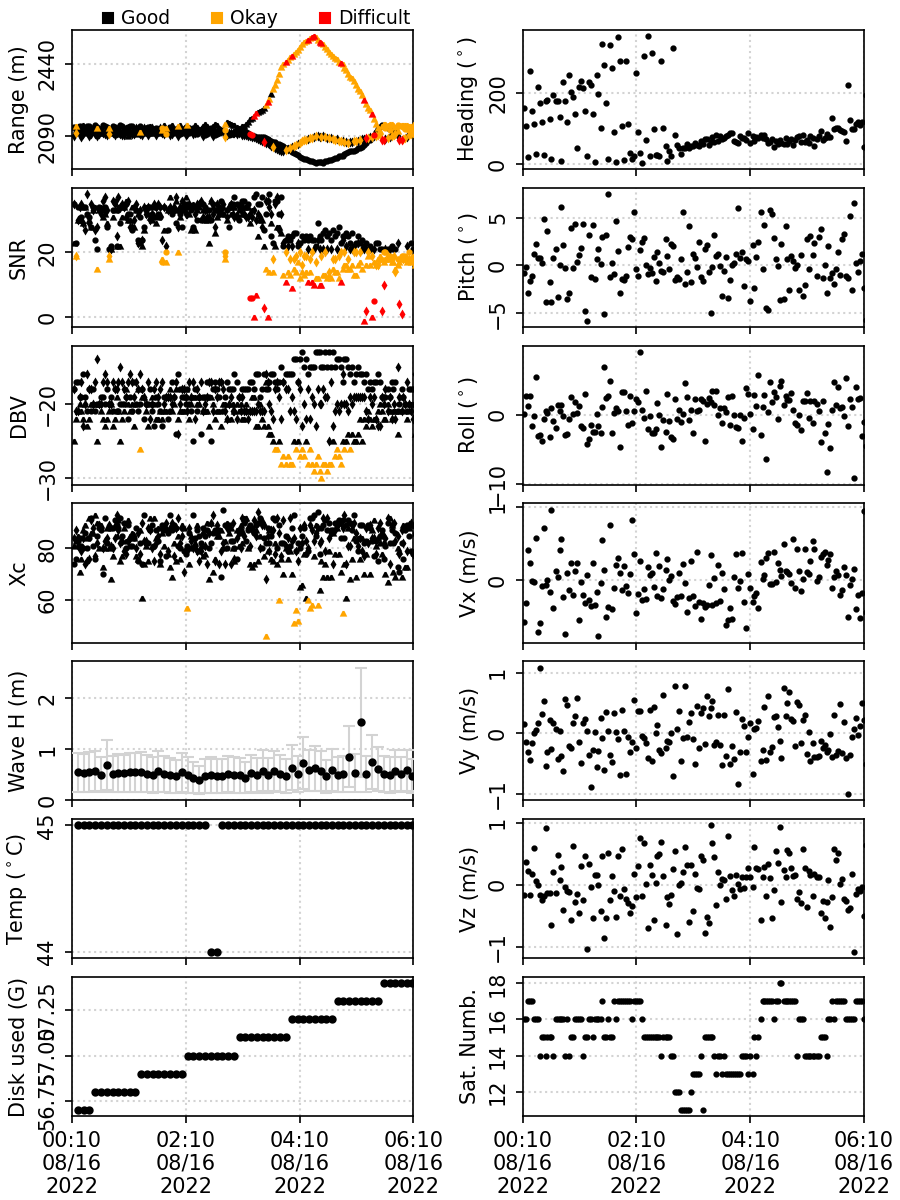 Good Okay Difficult
Range (m)
2440
2090
Heading (°)
200
0
SNR
20
0
Pitch (°)
5
0
−5
DBV
−20
−30
Roll (°)
0
−10
Xc
80
60
Vx (m/s)
1
0
Wave H (m)
2
1
0
Vy (m/s)
1
0
−1
Temp (°C)
45
44
Vz (m/s)
1
0
−1
Disk used (G)
57.25
57.00
56.75
Sat. Numb.
18
16
14
12
00:10 02:10 04:10 06:10
08/16 08/16 08/16 08/16
2022 2022 2022 2022
00:10 02:10 04:10 06:10
08/16 08/16 08/16 08/16
2022 2022 2022 2022